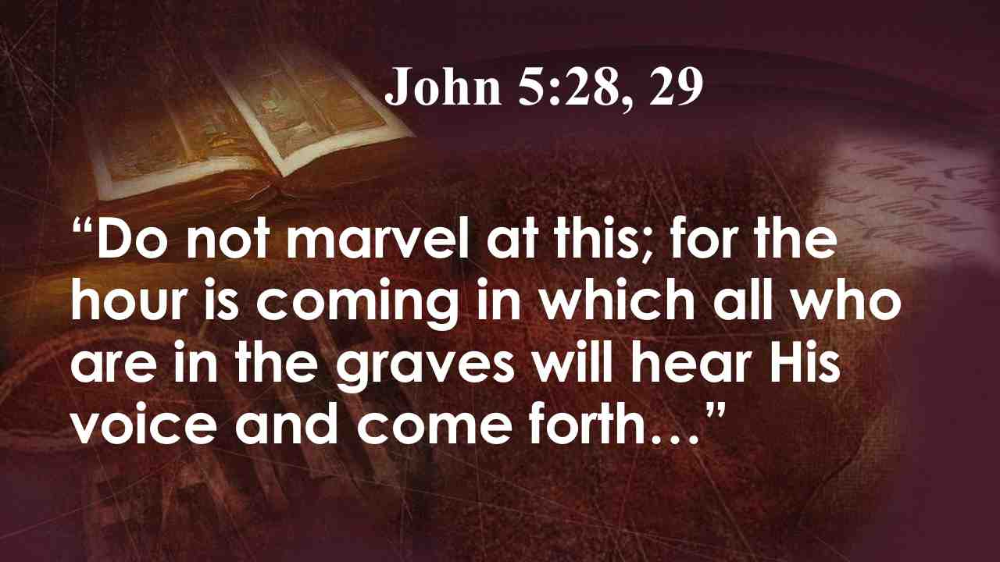 John 5:28, 29
“Do not marvel at this; for the
hour is coming in which all who
are in the graves will hear His
voice and come forth…”